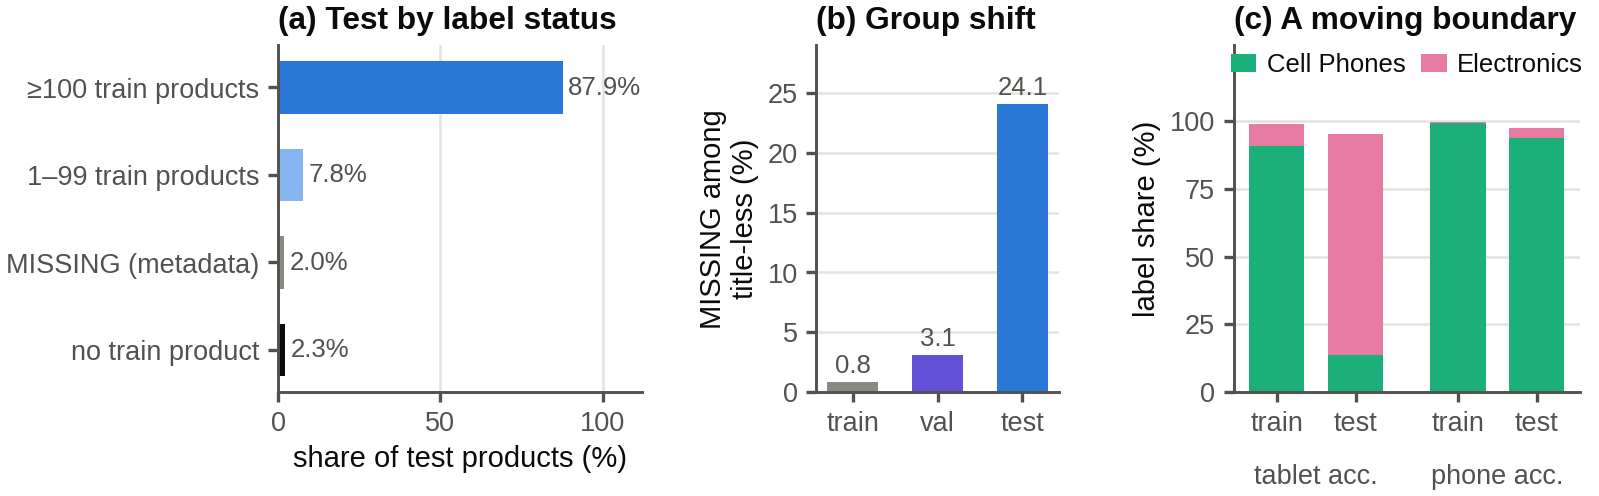 (a) Test by label status
≥100 train products
87.9%
1–99 train products
7.8%
MISSING (metadata)
2.0%
no train product
2.3%
0
50
100
share of test products (%)
(b) Group shift
MISSING among
title-less (%)
25
20
15
10
5
0
0.8
3.1
24.1
train
val
test
(c) A moving boundary
Cell Phones
Electronics
label share (%)
100
75
50
25
0
train
test
train
test
tablet acc.
phone acc.